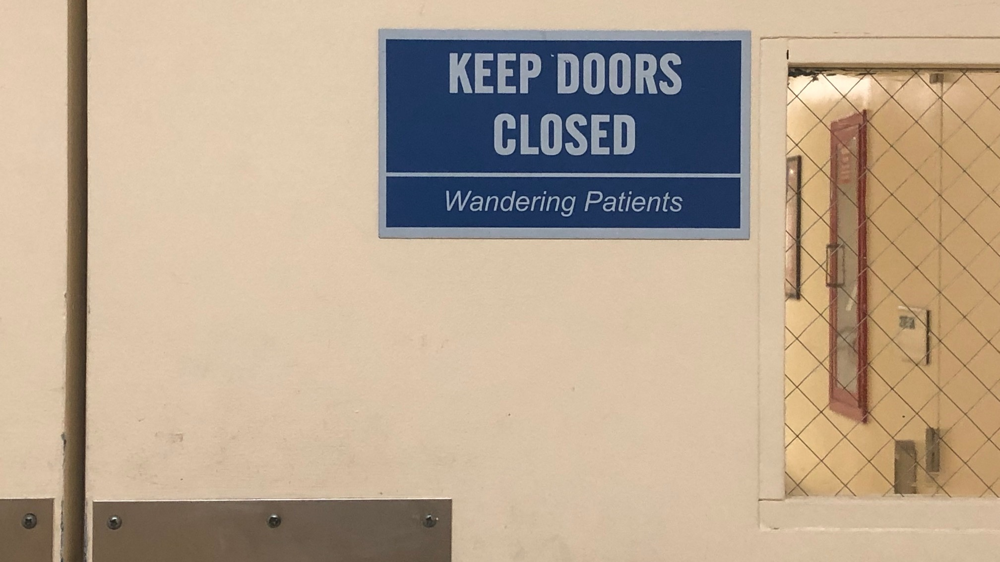 KEEP DOORS
CLOSED
Wandering Patients